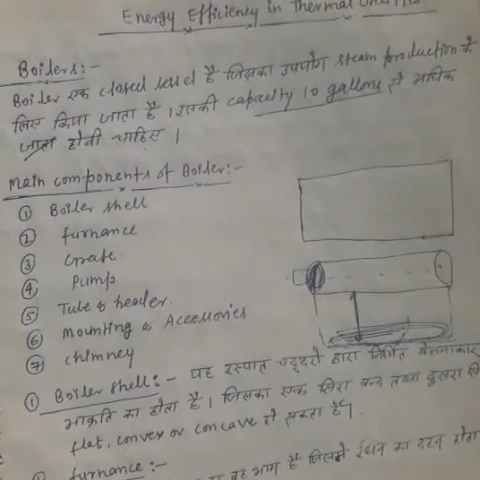 Energy Efficiency in Thermal
Boilers:-
Boiler एक closed vessel है जिसका उपयोग steam production के
लिए किया जाता है । इसकी capacity 10 gallons से अधिक
होनी चाहिए ।
Main components of Boiler:-
① Boiler shell
② furnance
③ Grate
④ Pump
⑤ Tube & header.
⑥ Mounting & Accessories
⑦ chimney
① Boiler shell:- यह इस्पात चद्दरो द्वारा निर्मित बेलनाकार
आकृति का होता है । जिसका एक सिरा बन्द तथा दुसरा
flat, convex or concave हो सकता है।
furnance :-
वह भाग है जिसमे ईंधन का दहन होता